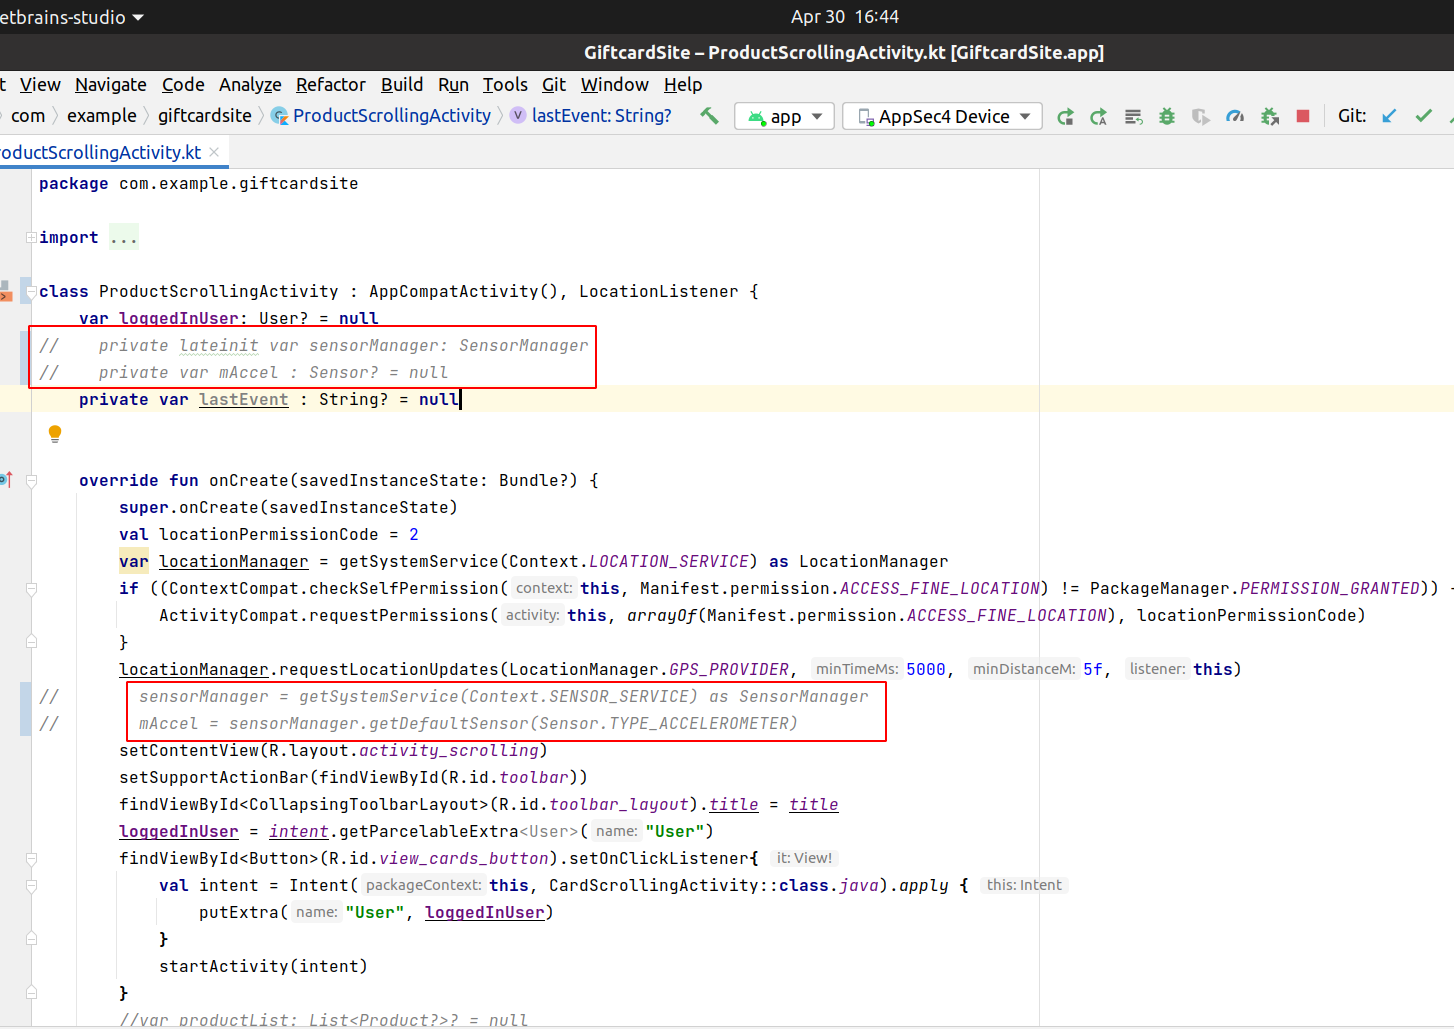 etbrains-studio Apr 30 16:44
GiftcardSite – ProductScrollingActivity.kt [GiftcardSite.app]
t View Navigate Code Analyze Refactor Build Run Tools Git Window Help
com example giftcardsite ProductScrollingActivity V lastEvent: String? app AppSec4 Device Git:
oductScrollingActivity.kt
package com.example.giftcardsite
import ...
class ProductScrollingActivity : AppCompatActivity(), LocationListener {
var loggedInUser: User? = null
// private lateinit var sensorManager: SensorManager
// private var mAccel : Sensor? = null
private var lastEvent : String? = null
override fun onCreate(savedInstanceState: Bundle?) {
super.onCreate(savedInstanceState)
val locationPermissionCode = 2
var locationManager = getSystemService(Context.LOCATION_SERVICE) as LocationManager
if ((ContextCompat.checkSelfPermission( context: this, Manifest.permission.ACCESS_FINE_LOCATION) != PackageManager.PERMISSION_GRANTED))
ActivityCompat.requestPermissions( activity: this, arrayOf(Manifest.permission.ACCESS_FINE_LOCATION), locationPermissionCode)
}
locationManager.requestLocationUpdates(LocationManager.GPS_PROVIDER, minTimeMs: 5000, minDistanceM: 5f, listener: this)
// sensorManager = getSystemService(Context.SENSOR_SERVICE) as SensorManager
// mAccel = sensorManager.getDefaultSensor(Sensor.TYPE_ACCELEROMETER)
setContentView(R.layout.activity_scrolling)
setSupportActionBar(findViewById(R.id.toolbar))
findViewById<CollapsingToolbarLayout>(R.id.toolbar_layout).title = title
loggedInUser = intent.getParcelableExtra<User>( name: "User")
findViewById<Button>(R.id.view_cards_button).setOnClickListener{ it: View!
val intent = Intent( packageContext: this, CardScrollingActivity::class.java).apply { this: Intent
putExtra( name: "User", loggedInUser)
}
startActivity(intent)
}
//var productList: List<Product?>? = null